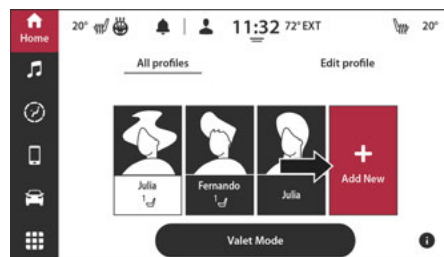 Home
20°
11:32 72°EXT
20°
All profiles
Edit profile
Julia
1
Fernando
1
Julia
+
Add New
Valet Mode
i